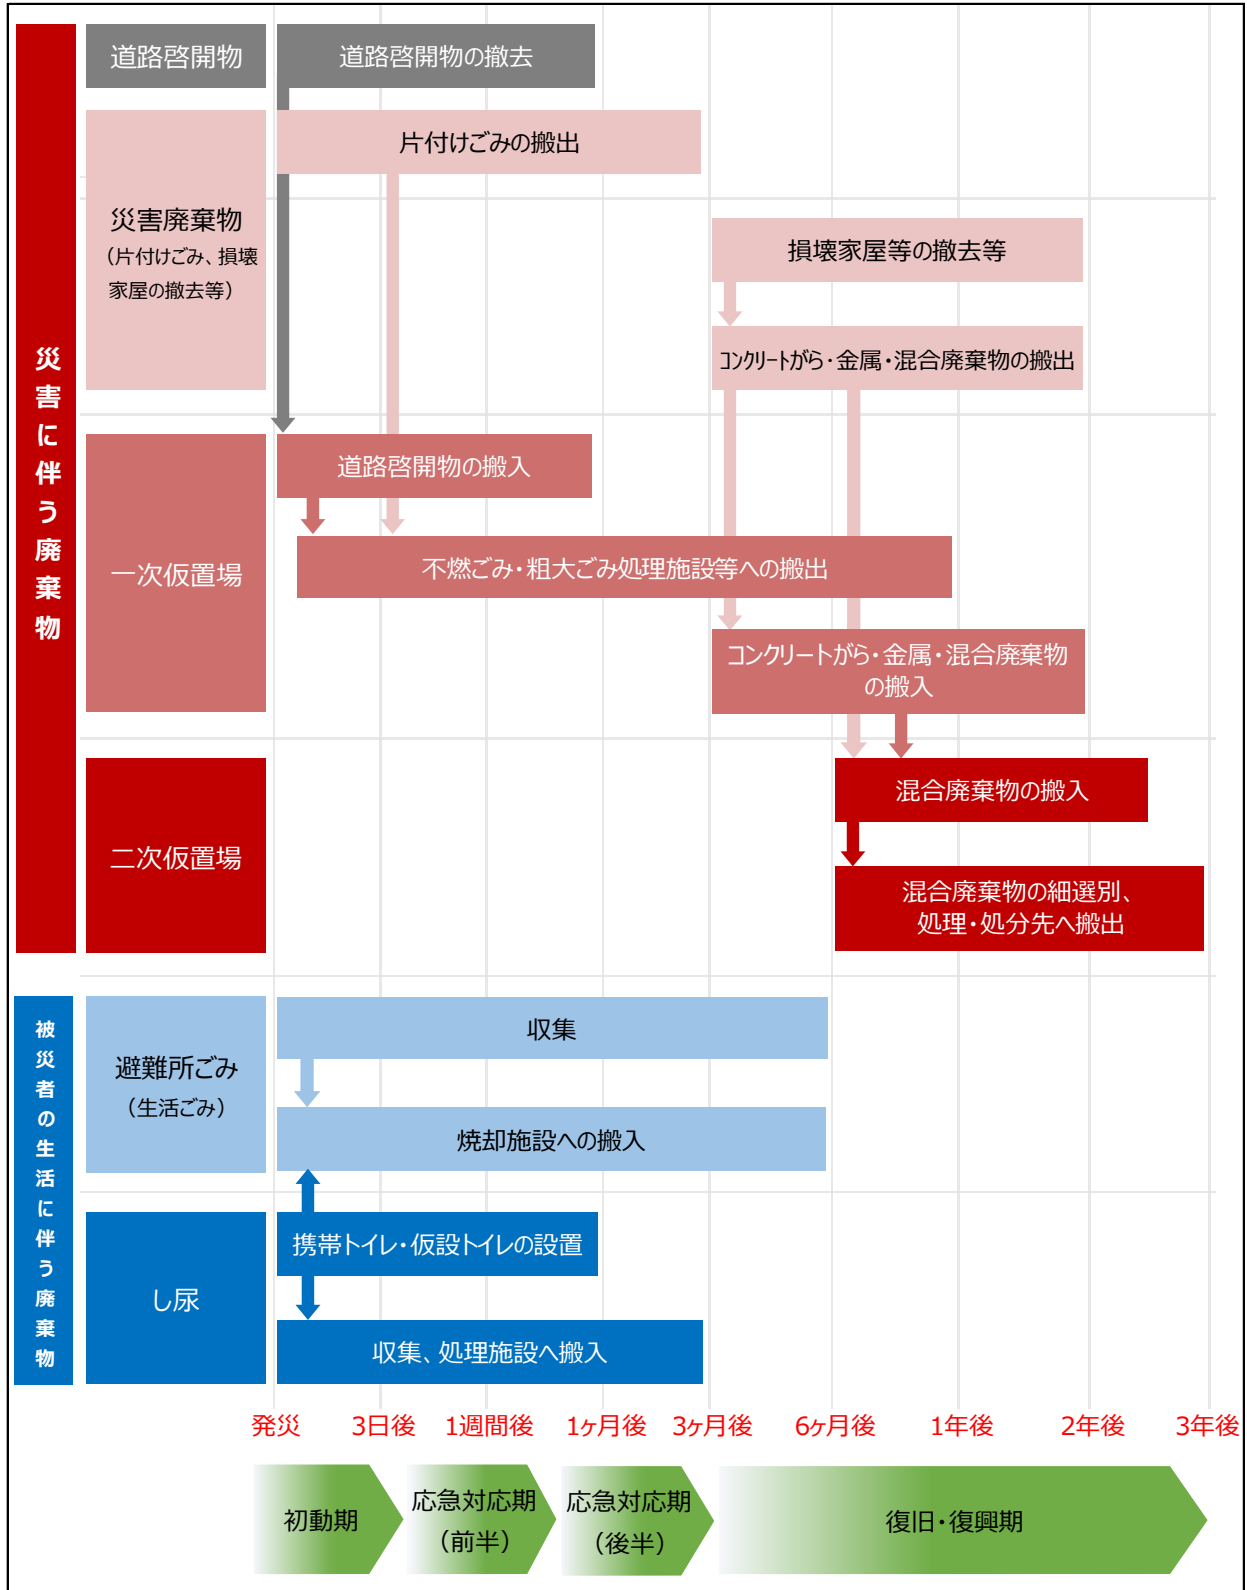 災害に伴う廃棄物
道路啓開物
道路啓開物の撤去
災害廃棄物
（片付けごみ、損壊
家屋の撤去等）
片付けごみの搬出
損壊家屋等の撤去等
コンクリートがら・金属・混合廃棄物の搬出
一次仮置場
道路啓開物の搬入
不燃ごみ・粗大ごみ処理施設等への搬出
コンクリートがら・金属・混合廃棄物
の搬入
二次仮置場
混合廃棄物の搬入
混合廃棄物の細選別、
処理・処分先へ搬出
被災者の生活に伴う廃棄物
避難所ごみ
（生活ごみ）
収集
焼却施設への搬入
し尿
携帯トイレ・仮設トイレの設置
収集、処理施設へ搬入
発災 3日後 1週間後 1ヶ月後 3ヶ月後 6ヶ月後 1年後 2年後 3年後
初動期
応急対応期
（前半）
応急対応期
（後半）
復旧・復興期